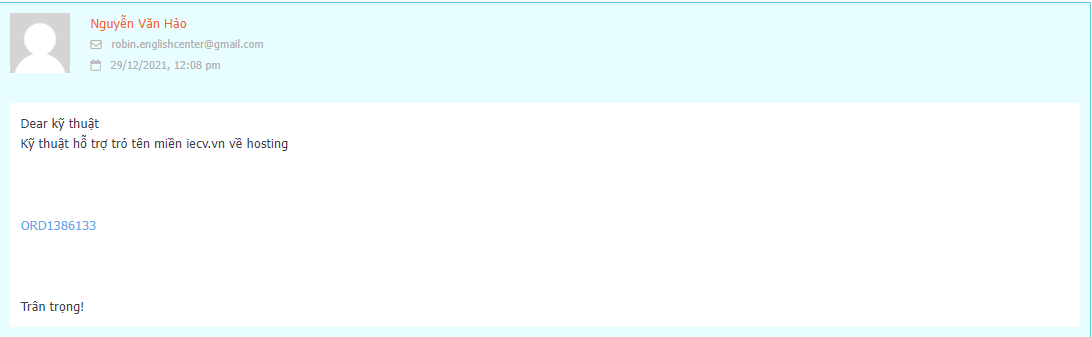 Nguyễn Văn Hảo
robin.englishcenter@gmail.com
29/12/2021, 12:08 pm
Dear kỹ thuật
Kỹ thuật hỗ trợ trỏ tên miền iecv.vn về hosting
ORD1386133
Trân trọng!